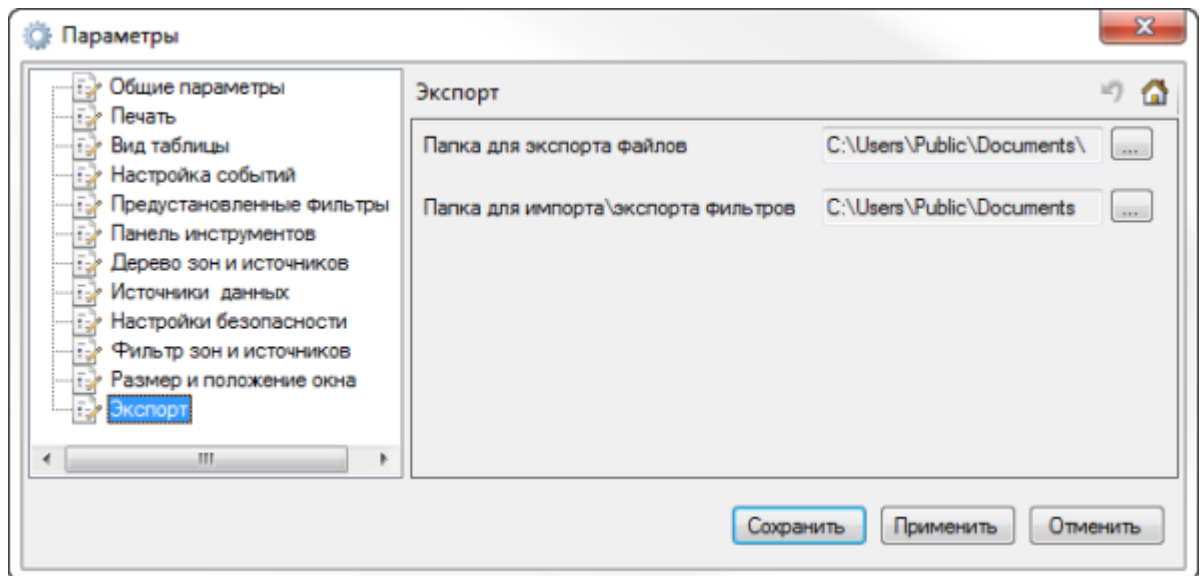 Параметры
Общие параметры
Печать
Вид таблицы
Настройка событий
Предустановленные фильтры
Панель инструментов
Дерево зон и источников
Источники данных
Настройки безопасности
Фильтр зон и источников
Размер и положение окна
Экспорт
Экспорт
Папка для экспорта файлов C:\Users\Public\Documents\ ...
Папка для импорта\экспорта фильтров C:\Users\Public\Documents ...
Сохранить Применить Отменить